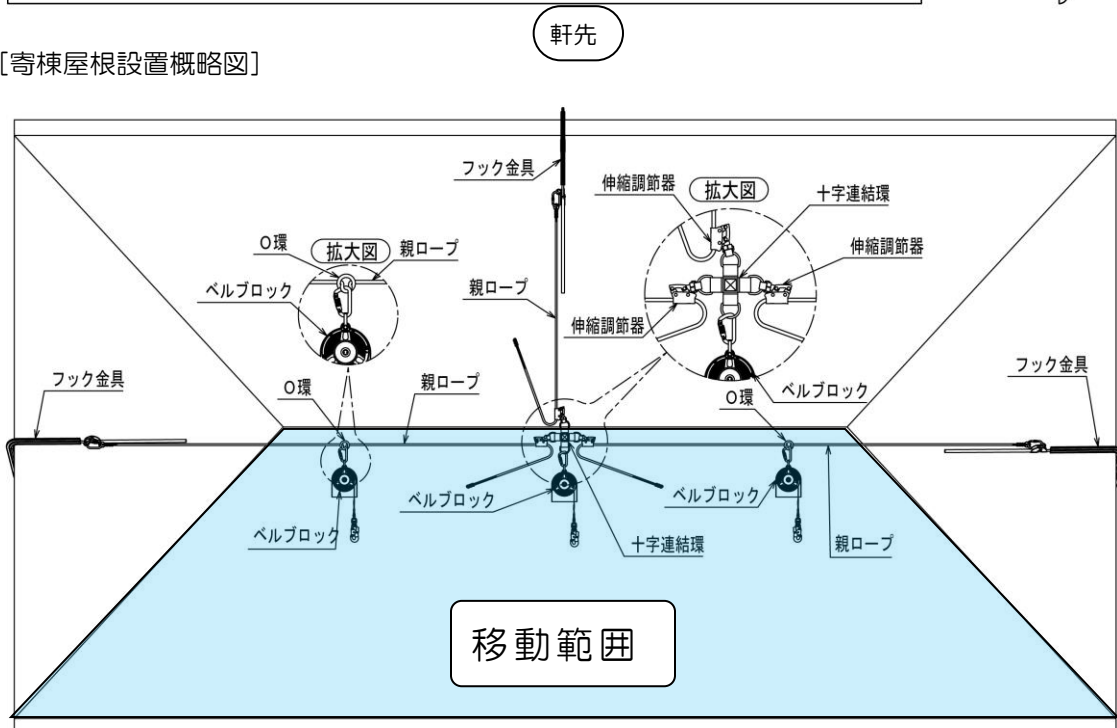 軒先
[寄棟屋根設置概略図]
フック金具
伸縮調節器
拡大図
十字連結環
O環
拡大図
親ロープ
伸縮調節器
ベルブロック
親ロープ
伸縮調節器
フック金具
O環
親ロープ
O環
ベルブロック
フック金具
ベルブロック
ベルブロック
ベルブロック
十字連結環
親ロープ
移動範囲